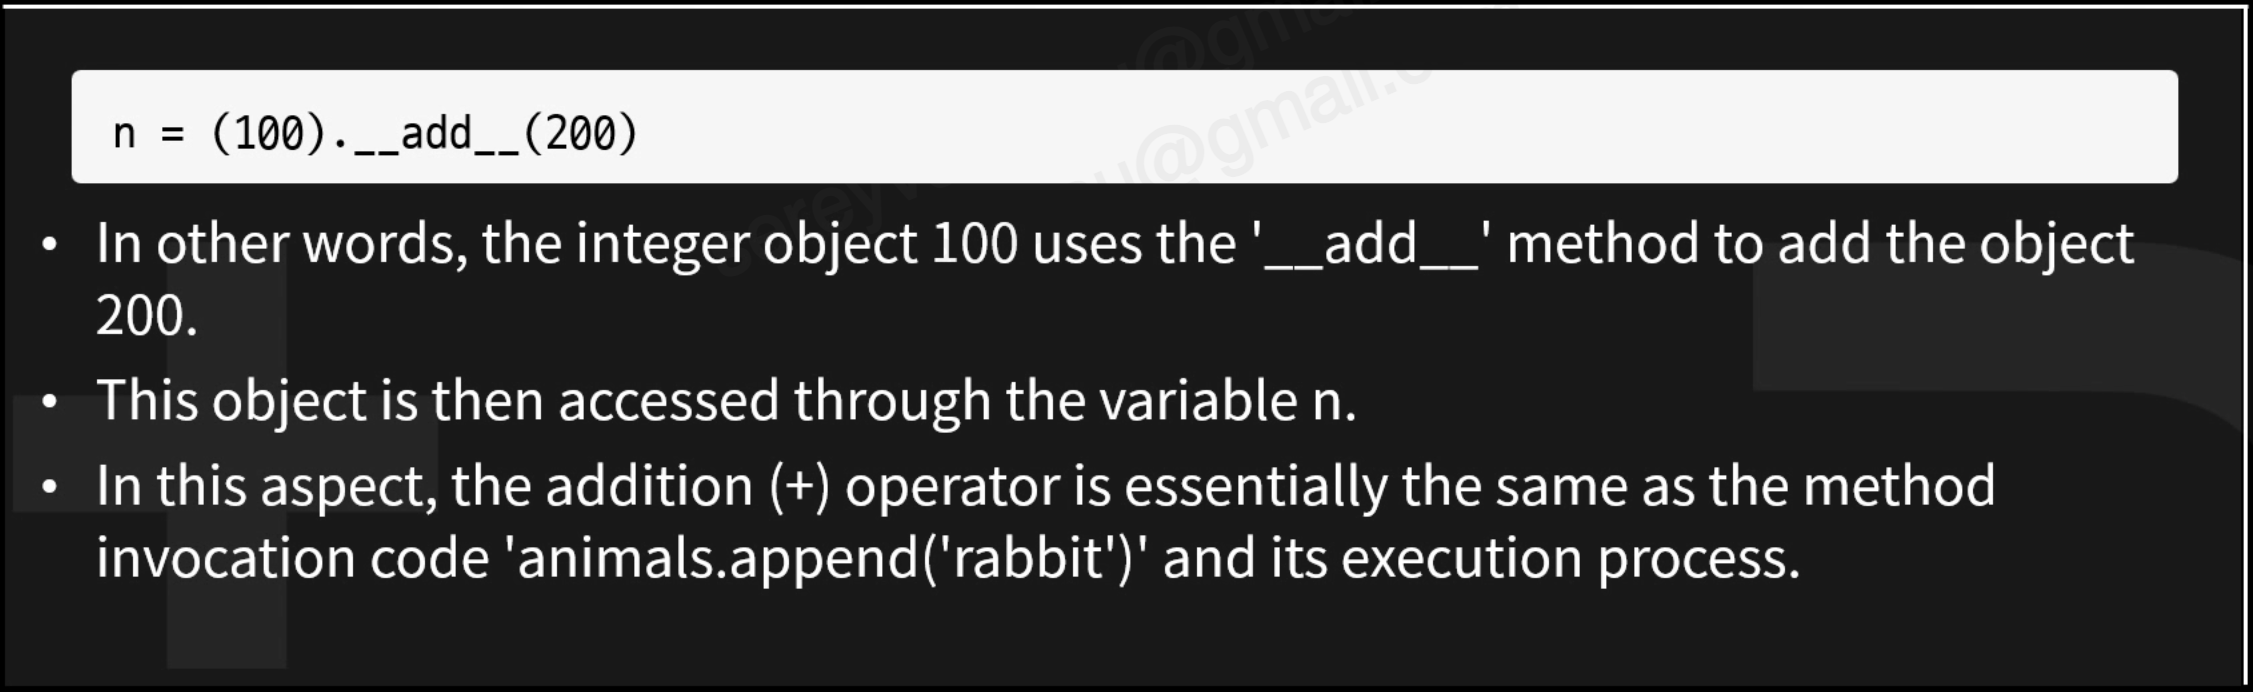 n = (100).__add__(200)
• In other words, the integer object 100 uses the '__add__' method to add the object
200.
• This object is then accessed through the variable n.
• In this aspect, the addition (+) operator is essentially the same as the method
invocation code 'animals.append('rabbit')' and its execution process.